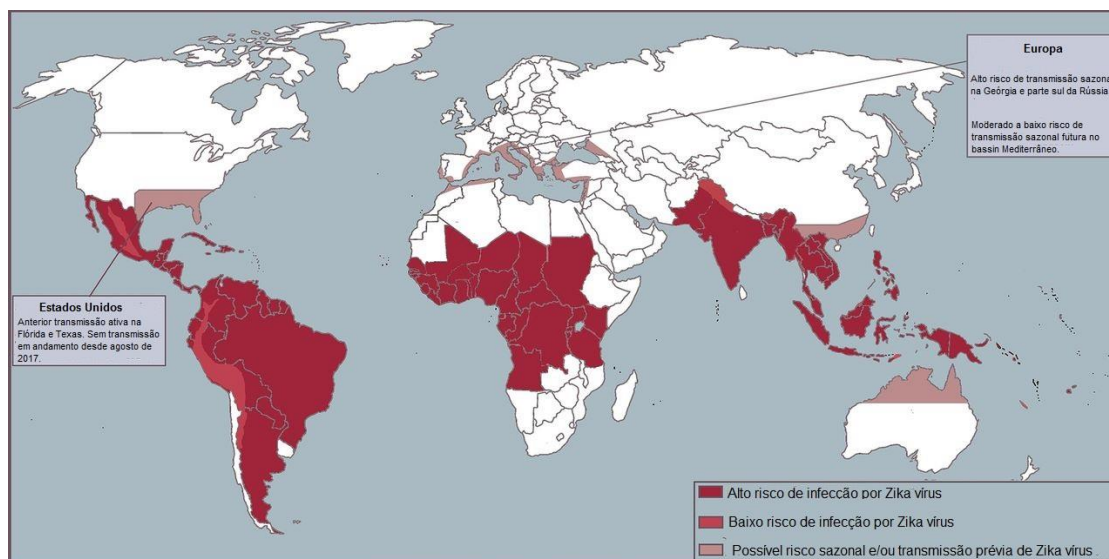 Europa
Alto risco de transmissão sazona
na Geórgia e parte sul da Rússia
Moderado a baixo risco de
transmissão sazonal futura no
bassin Mediterrâneo.
Estados Unidos
Anterior transmissão ativa na
Flórida e Texas. Sem transmissão
em andamento desde agosto de
2017.
Alto risco de infecção por Zika vírus
Baixo risco de infecção por Zika vírus
Possível risco sazonal e/ou transmissão prévia de Zika vírus